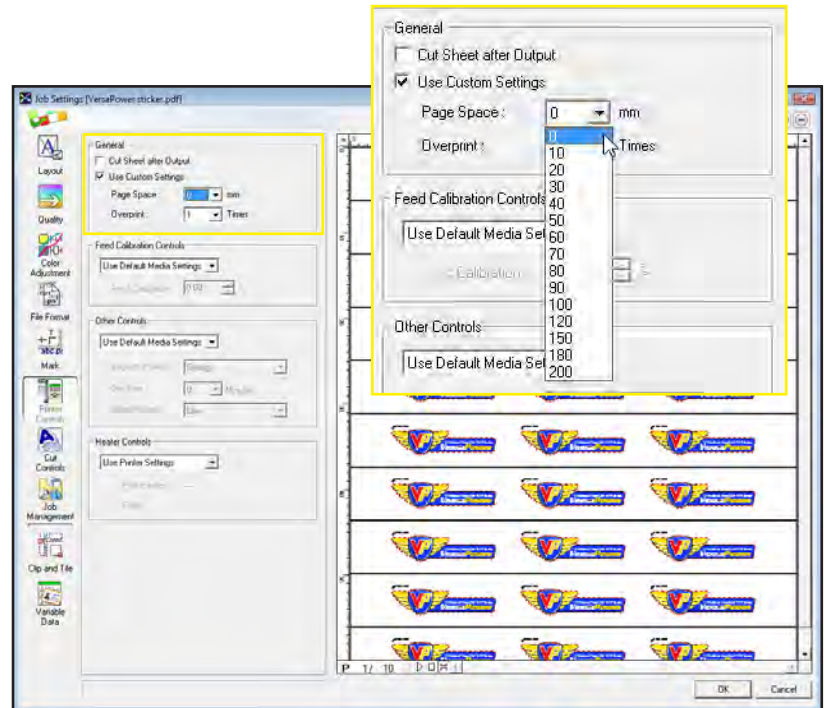 General
Cut Sheet after Output
Use Custom Settings
Page Space : 0 mm
Overprint : Times
0
10
20
30
40
50
60
70
80
90
100
120
150
180
200
Feed Calibration Controls
Use Default Media Set
Calibration
Other Controls
Use Default Media Set
Job Settings [VersaPower sticker.pdf]
Layout
Quality
Color
Adjustment
File Format
Mark
Printer
Controls
Cut
Controls
Job
Management
Clip and Tile
Variable
Data
General
Cut Sheet after Output
Use Custom Settings
Page Space : 0 mm
Overprint : 1 Times
Feed Calibration Controls
Use Default Media Settings
Other Controls
Use Default Media Settings
Heater Controls
Use Printer Settings
P 1/ 10
OK Cancel